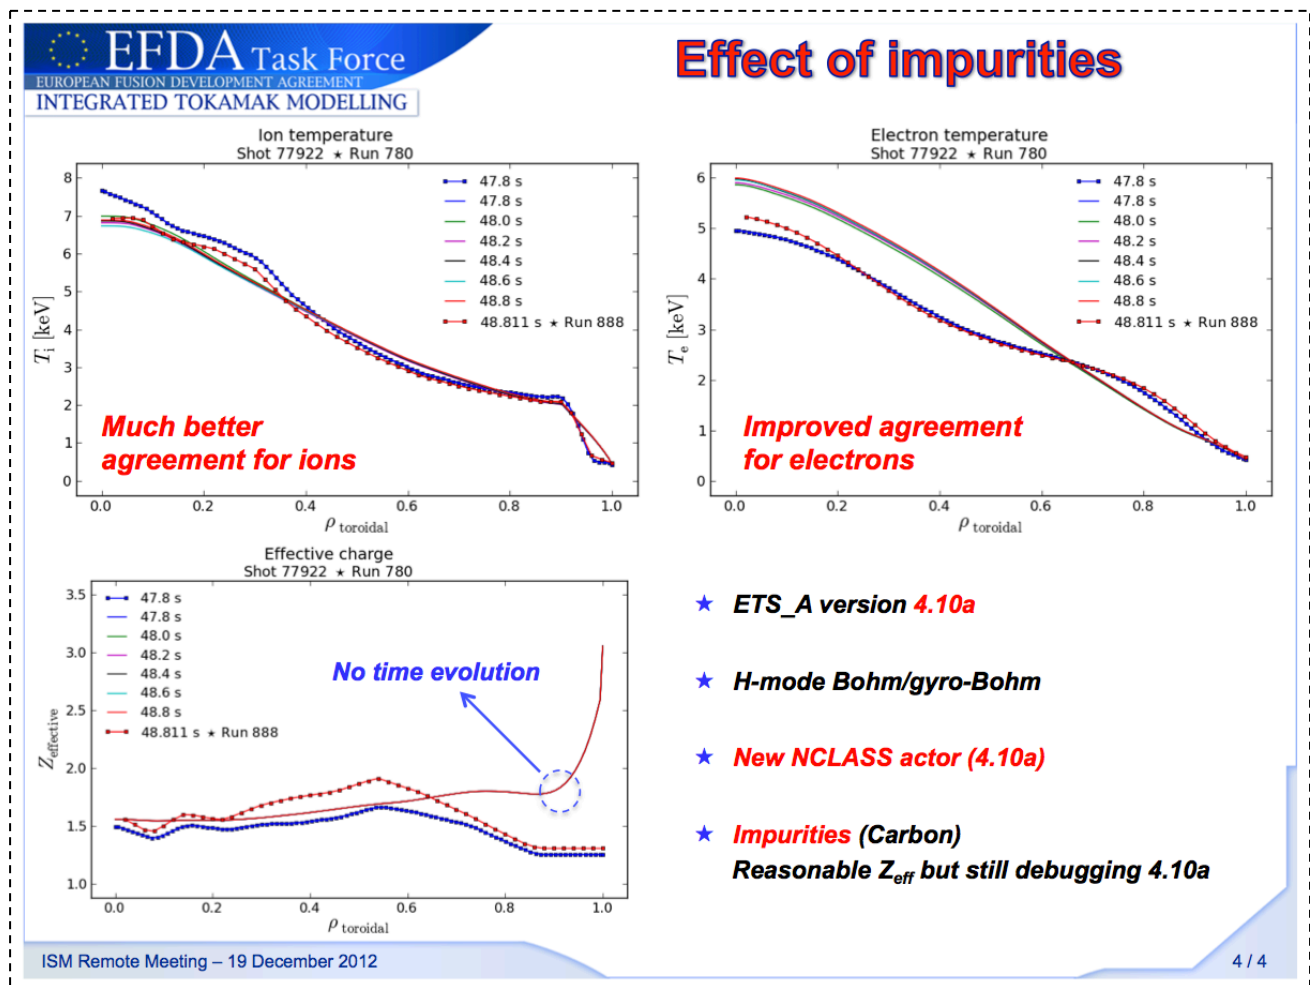 EFDA Task Force
EUROPEAN FUSION DEVELOPMENT AGREEMENT
INTEGRATED TOKAMAK MODELLING
Effect of impurities
Ion temperature
Shot 77922 ★ Run 780
8
7
6
5
4
3
2
1
0
T_i [keV]
47.8 s
47.8 s
48.0 s
48.2 s
48.4 s
48.6 s
48.8 s
48.811 s ★ Run 888
Much better
agreement for ions
0.0 0.2 0.4 0.6 0.8 1.0
ρ toroidal
Electron temperature
Shot 77922 ★ Run 780
6
5
4
3
2
1
0
T_e [keV]
47.8 s
47.8 s
48.0 s
48.2 s
48.4 s
48.6 s
48.8 s
48.811 s ★ Run 888
Improved agreement
for electrons
0.0 0.2 0.4 0.6 0.8 1.0
ρ toroidal
Effective charge
Shot 77922 ★ Run 780
3.5
3.0
2.5
2.0
1.5
1.0
Z_effective
47.8 s
47.8 s
48.0 s
48.2 s
48.4 s
48.6 s
48.8 s
48.811 s ★ Run 888
No time evolution
0.0 0.2 0.4 0.6 0.8 1.0
ρ toroidal
★ ETS_A version 4.10a
★ H-mode Bohm/gyro-Bohm
★ New NCLASS actor (4.10a)
★ Impurities (Carbon)
Reasonable Z_eff but still debugging 4.10a
ISM Remote Meeting – 19 December 2012
4 / 4